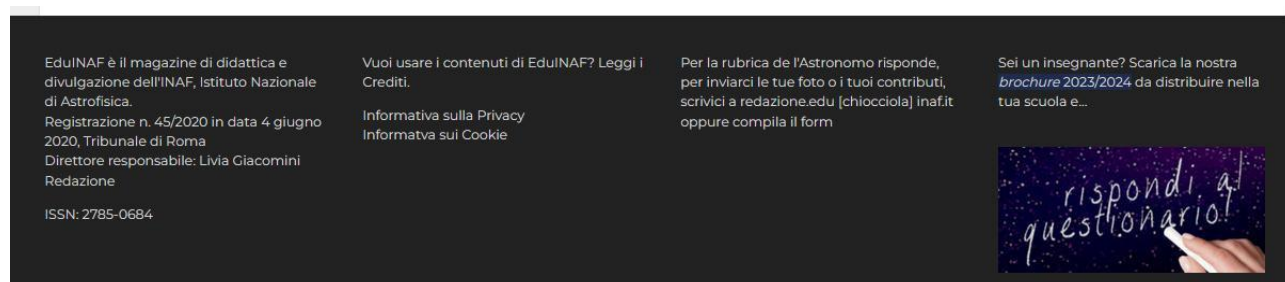 EduINAF è il magazine di didattica e
divulgazione dell'INAF, Istituto Nazionale
di Astrofisica.
Registrazione n. 45/2020 in data 4 giugno
2020, Tribunale di Roma
Direttore responsabile: Livia Giacomini
Redazione
ISSN: 2785-0684
Vuoi usare i contenuti di EduINAF? Leggi i
Crediti.
Informativa sulla Privacy
Informatva sui Cookie
Per la rubrica de l'Astronomo risponde,
per inviarci le tue foto o i tuoi contributi,
scrivici a redazione.edu [chiocciola] inaf.it
oppure compila il form
Sei un insegnante? Scarica la nostra
brochure 2023/2024 da distribuire nella
tua scuola e...
rispondi al
questionario!